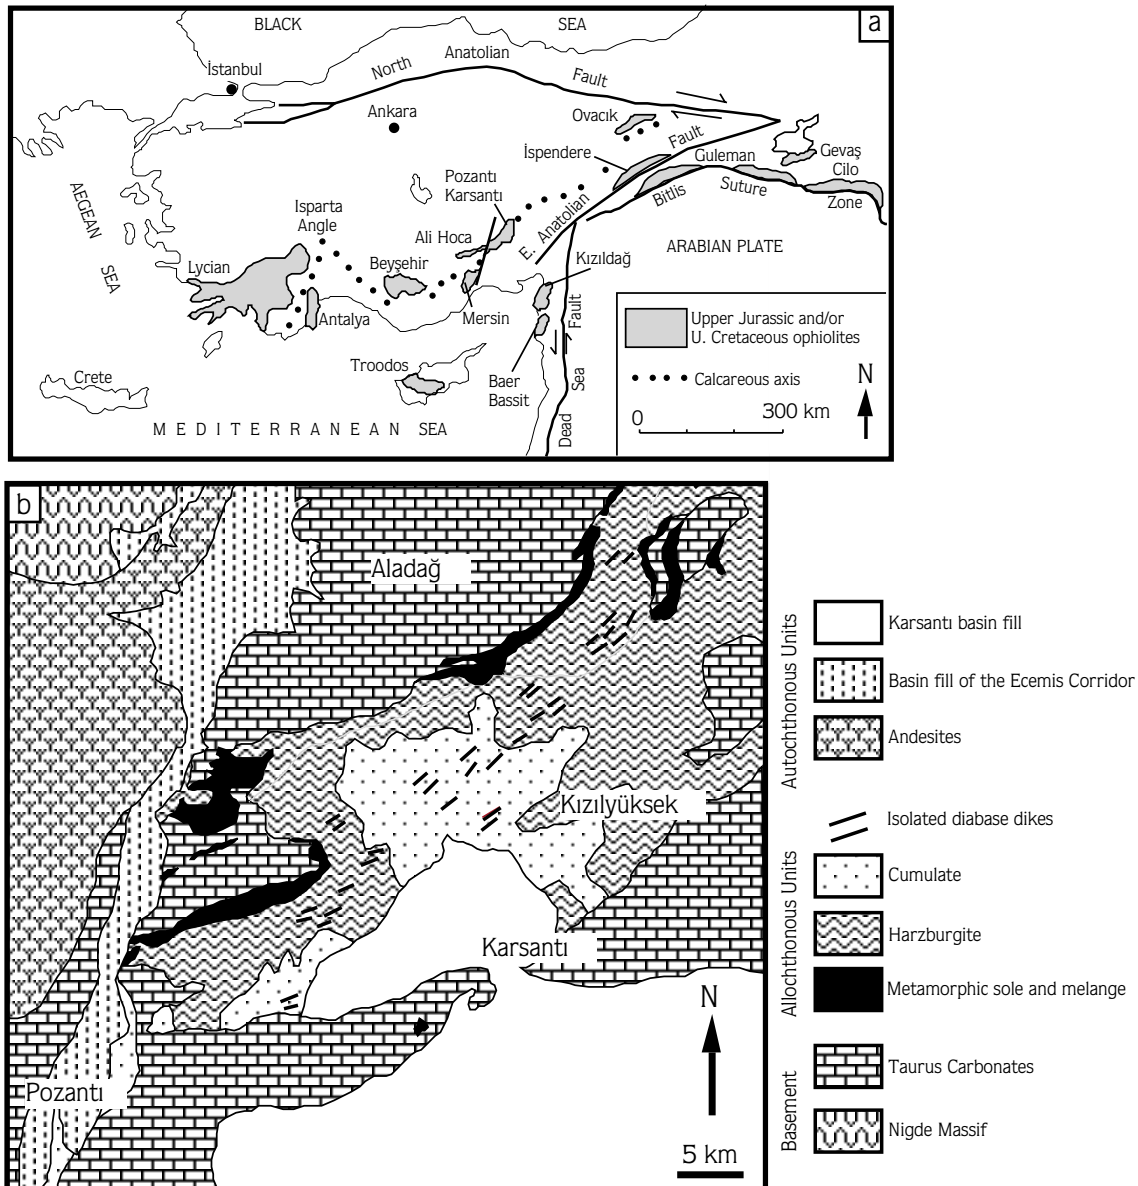 a
BLACK SEA
North Anatolian Fault
İstanbul
Ankara
Ovacık
İspendere
Fault
Guleman
Gevaş
Cilo
Pozantı
Karsantı
Bitlis Suture Zone
AEGEAN SEA
Isparta
Angle
E. Anatolian
Ali Hoca
ARABIAN PLATE
Lycian
Beyşehir
Kızıldağ
Antalya
Mersin
Troodos
Baer
Bassit
Crete
Dead Sea Fault
MEDITERRANEAN SEA
Upper Jurassic and/or
U. Cretaceous ophiolites
Calcareous axis
N
0 300 km
b
Aladağ
Kızılyüksek
Karsantı
Pozantı
N
5 km
Autochthonous Units
Karsantı basin fill
Basin fill of the Ecemis Corridor
Andesites
Isolated diabase dikes
Allochthonous Units
Cumulate
Harzburgite
Metamorphic sole and melange
Basement
Taurus Carbonates
Nigde Massif